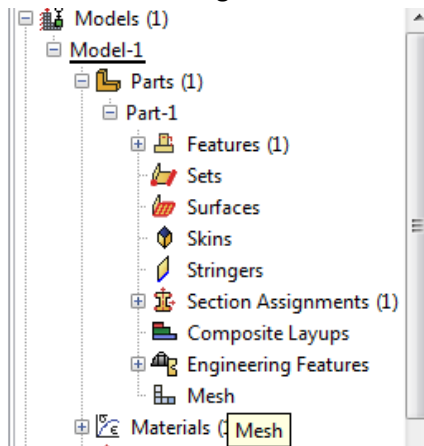 Models (1)
Model-1
Parts (1)
Part-1
Features (1)
Sets
Surfaces
Skins
Stringers
Section Assignments (1)
Composite Layups
Engineering Features
Mesh
Materials (
Mesh